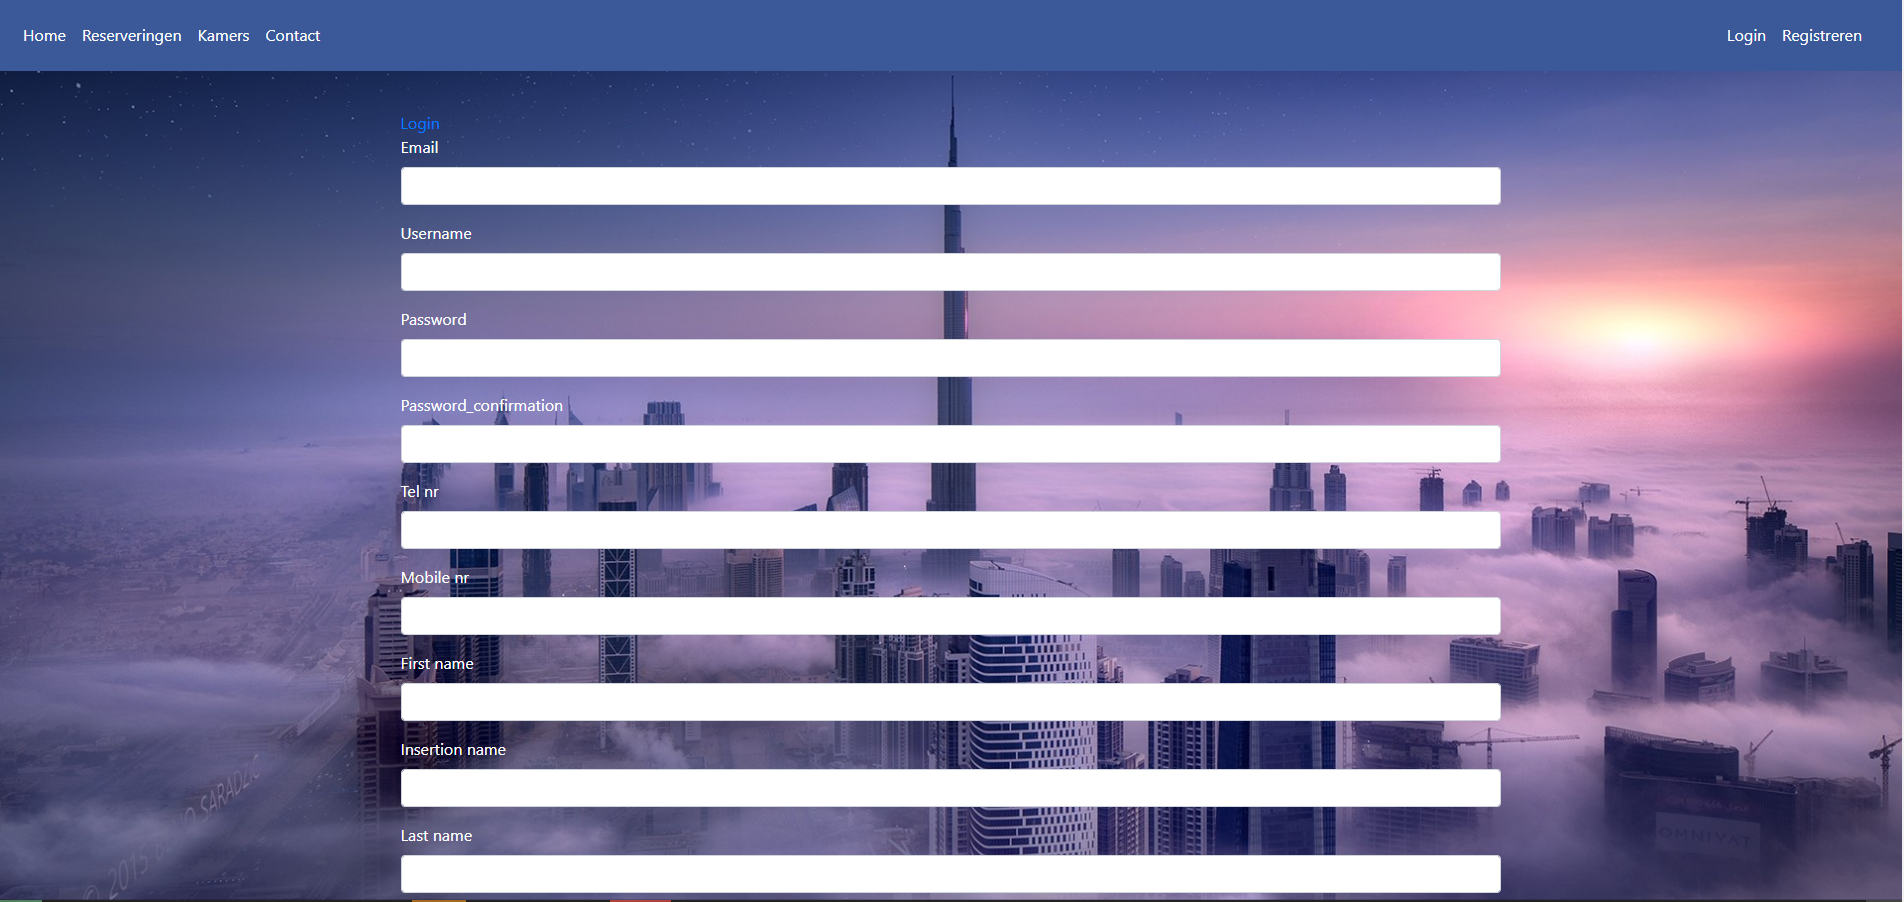 Home Reserveringen Kamers Contact Login Registreren
Login
Email
Username
Password
Password_confirmation
Tel nr
Mobile nr
First name
Insertion name
Last name
OMNIYAT